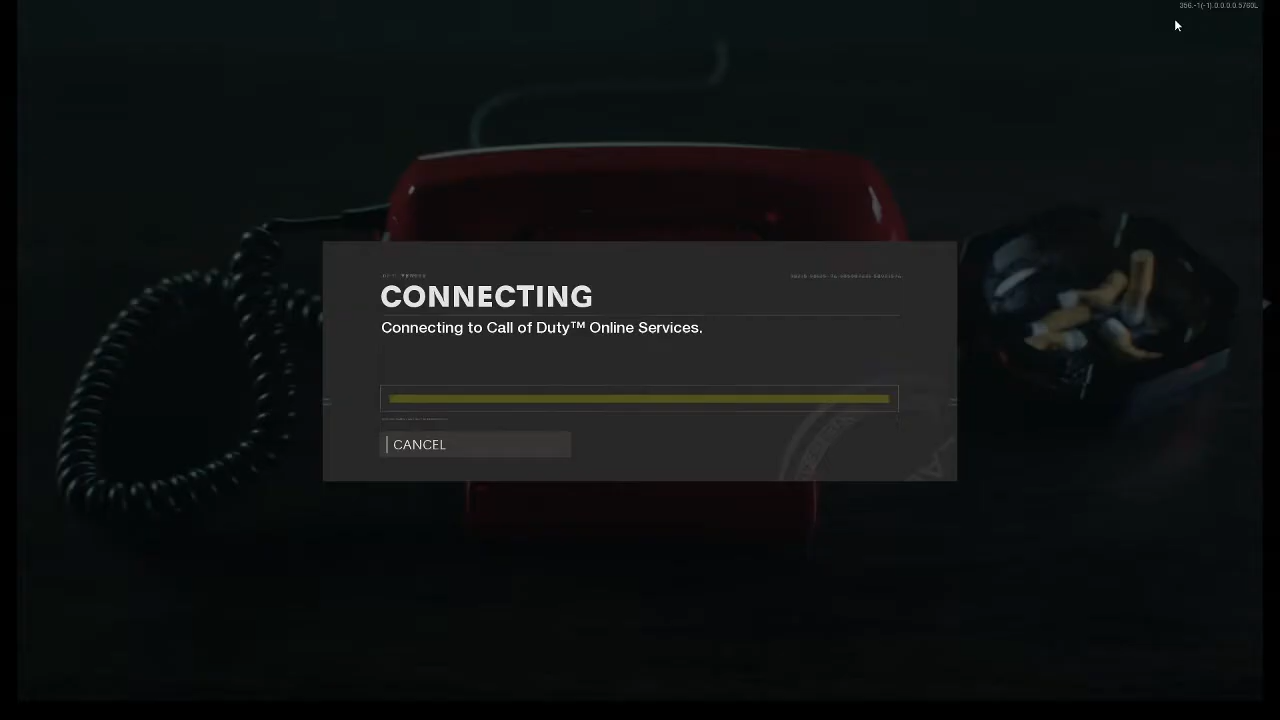 CONNECTING
Connecting to Call of Duty™ Online Services.
CANCEL